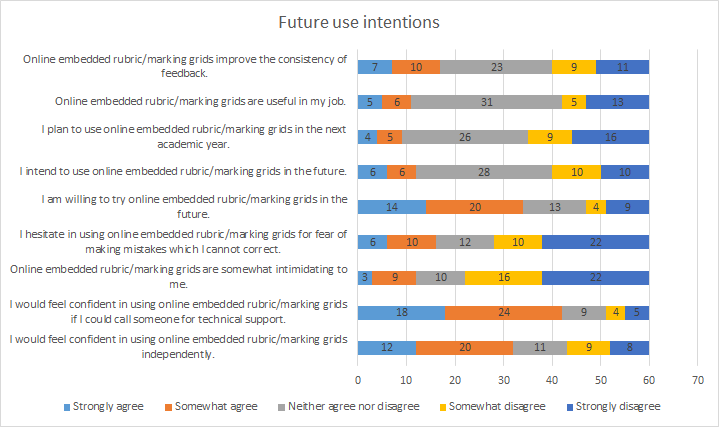 Future use intentions
Online embedded rubric/marking grids improve the consistency of
feedback.
7 10 23 9 11
Online embedded rubric/marking grids are useful in my job.
5 6 31 5 13
I plan to use online embedded rubric/marking grids in the next
academic year.
4 5 26 9 16
I intend to use online embedded rubric/marking grids in the future.
6 6 28 10 10
I am willing to try online embedded rubric/marking grids in the
future.
14 20 13 4 9
I hesitate in using online embedded rubric/marking grids for fear of
making mistakes which I cannot correct.
6 10 12 10 22
Online embedded rubric/marking grids are somewhat intimidating to
me.
3 9 10 16 22
I would feel confident in using online embedded rubric/marking grids
if I could call someone for technical support.
18 24 9 4 5
I would feel confident in using online embedded rubric/marking grids
independently.
12 20 11 9 8
0 10 20 30 40 50 60 70
Strongly agree Somewhat agree Neither agree nor disagree Somewhat disagree Strongly disagree